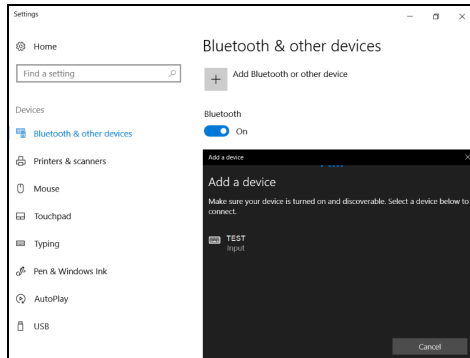 Settings
Home
Find a setting
Devices
Bluetooth & other devices
Printers & scanners
Mouse
Touchpad
Typing
Pen & Windows Ink
AutoPlay
USB
Bluetooth & other devices
Add Bluetooth or other device
Bluetooth
On
Add a device
Add a device
Make sure your device is turned on and discoverable. Select a device below to
connect.
TEST
Input
Cancel